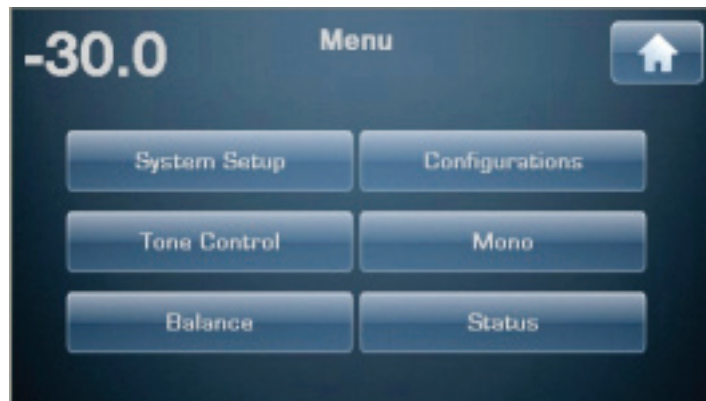 -30.0 Menu
System Setup Configurations
Tone Control Mono
Balance Status